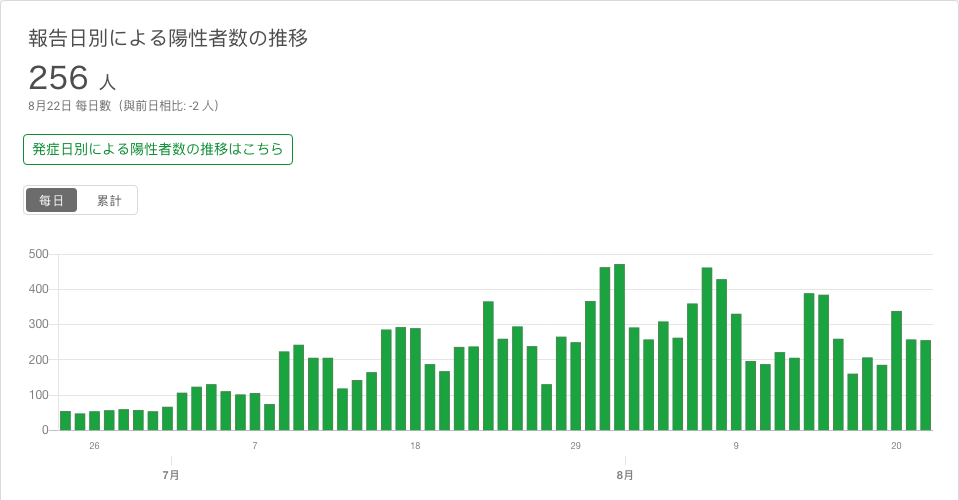 報告日別による陽性者数の推移
256 人
8月22日 每日數（與前日相比: -2 人）
発症日別による陽性者数の推移はこちら
每日 累計
500
400
300
200
100
0
26 7 18 29 9 20
7月 8月